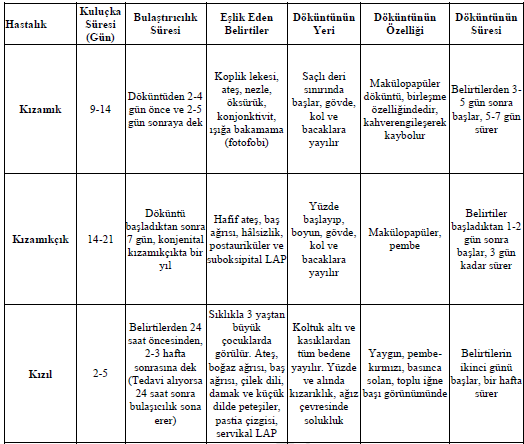 Hastalık
Kuluçka
Süresi
(Gün)
Bulaştırıcılık
Süresi
Eşlik Eden
Belirtiler
Döküntünün
Yeri
Döküntünün
Özelliği
Döküntünün
Süresi
Kızamık
9-14
Döküntüden 2-4
gün önce ve 2-5
gün sonraya dek
Koplik lekesi,
ateş, nezle,
öksürük,
konjonktivit,
ışığa bakamama
(fotofobi)
Saçlı deri
sınırında
başlar, gövde,
kol ve
bacaklara
yayılır
Makülopapüler
döküntü, birleşme
özelliğindedir,
kahverengileşerek
kaybolur
Belirtilerden 3-
5 gün sonra
başlar, 5-7 gün
sürer
Kızamıkçık
14-21
Döküntü
başladıktan sonra
7 gün, konjenital
kızamıkçıkta bir
yıl
Hafif ateş, baş
ağrısı, hâlsizlik,
postauriküler ve
suboksipital LAP
Yüzde
başlayıp,
boyun, gövde,
kol ve
bacaklara
yayılır
Makülopapüler,
pembe
Belirtiler
başladıktan 1-2
gün sonra
başlar, 3 gün
kadar sürer
Kızıl
2-5
Belirtilerden 24
saat öncesinden,
2-3 hafta
sonrasına dek
(Tedavi alıyorsa
24 saat sonra
bulaşıcılık sona
erer)
Sıklıkla 3 yaştan
büyük
çocuklarda
görülür. Ateş,
boğaz ağrısı, baş
ağrısı, çilek dili,
damak ve küçük
dilde peteşiler,
pastia çizgisi,
servikal LAP
Koltuk altı ve
kasıklardan
tüm bedene
yayılır. Yüzde
ve alında
kızarıklık, ağız
çevresinde
solukluk
Yaygın, pembe-
kırmızı, basınca
solan, toplu iğne
başı görünümünde
Belirtilerin
ikinci günü
başlar, bir hafta
sürer